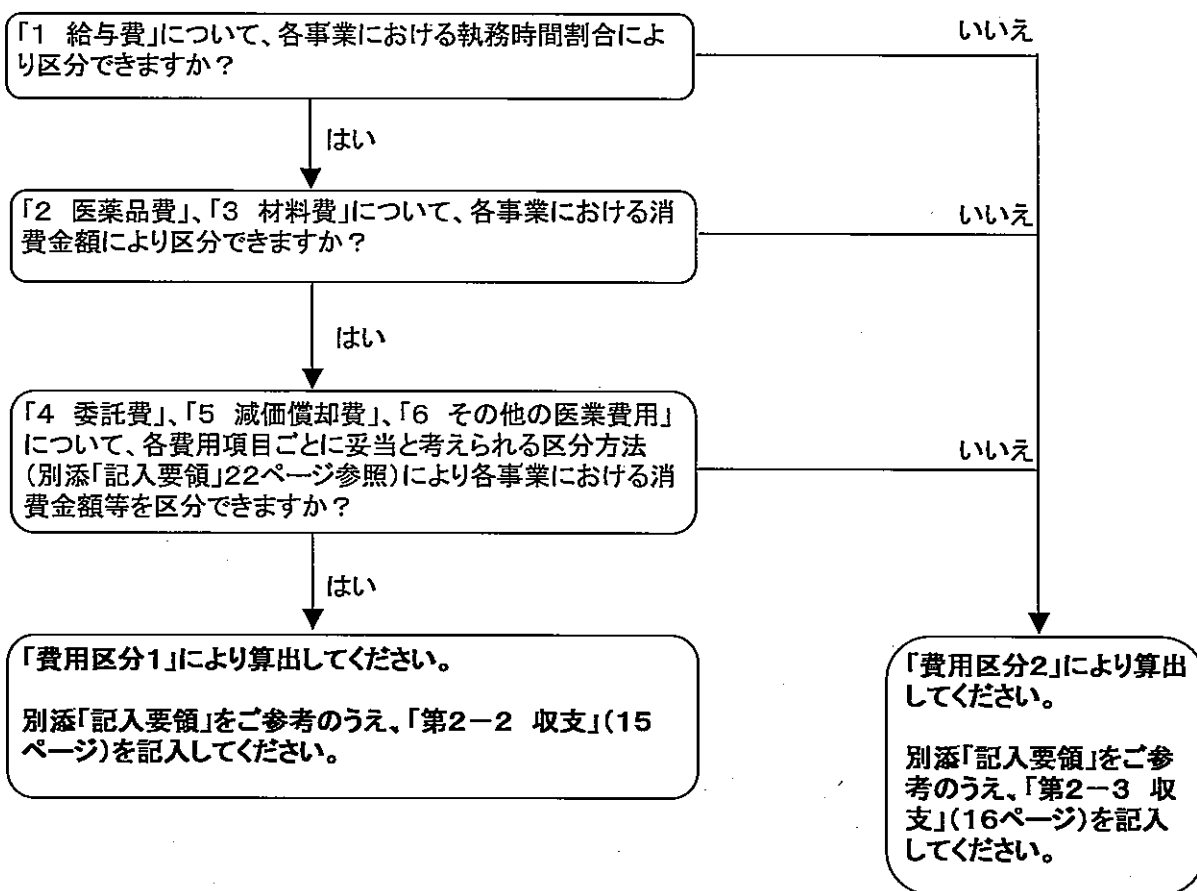 「1 給与費」について、各事業における執務時間割合によ
り区分できますか？
いいえ
はい
「2 医薬品費」、「3 材料費」について、各事業における消
費金額により区分できますか？
いいえ
はい
「4 委託費」、「5 減価償却費」、「6 その他の医業費用」
について、各費用項目ごとに妥当と考えられる区分方法
（別添「記入要領」22ページ参照）により各事業における消
費金額等を区分できますか？
いいえ
はい
「費用区分1」により算出してください。
別添「記入要領」をご参考のうえ、「第2－2 収支」（15
ページ）を記入してください。
「費用区分2」により算出
してください。
別添「記入要領」をご参
考のうえ、「第2－3 収
支」（16ページ）を記入
してください。